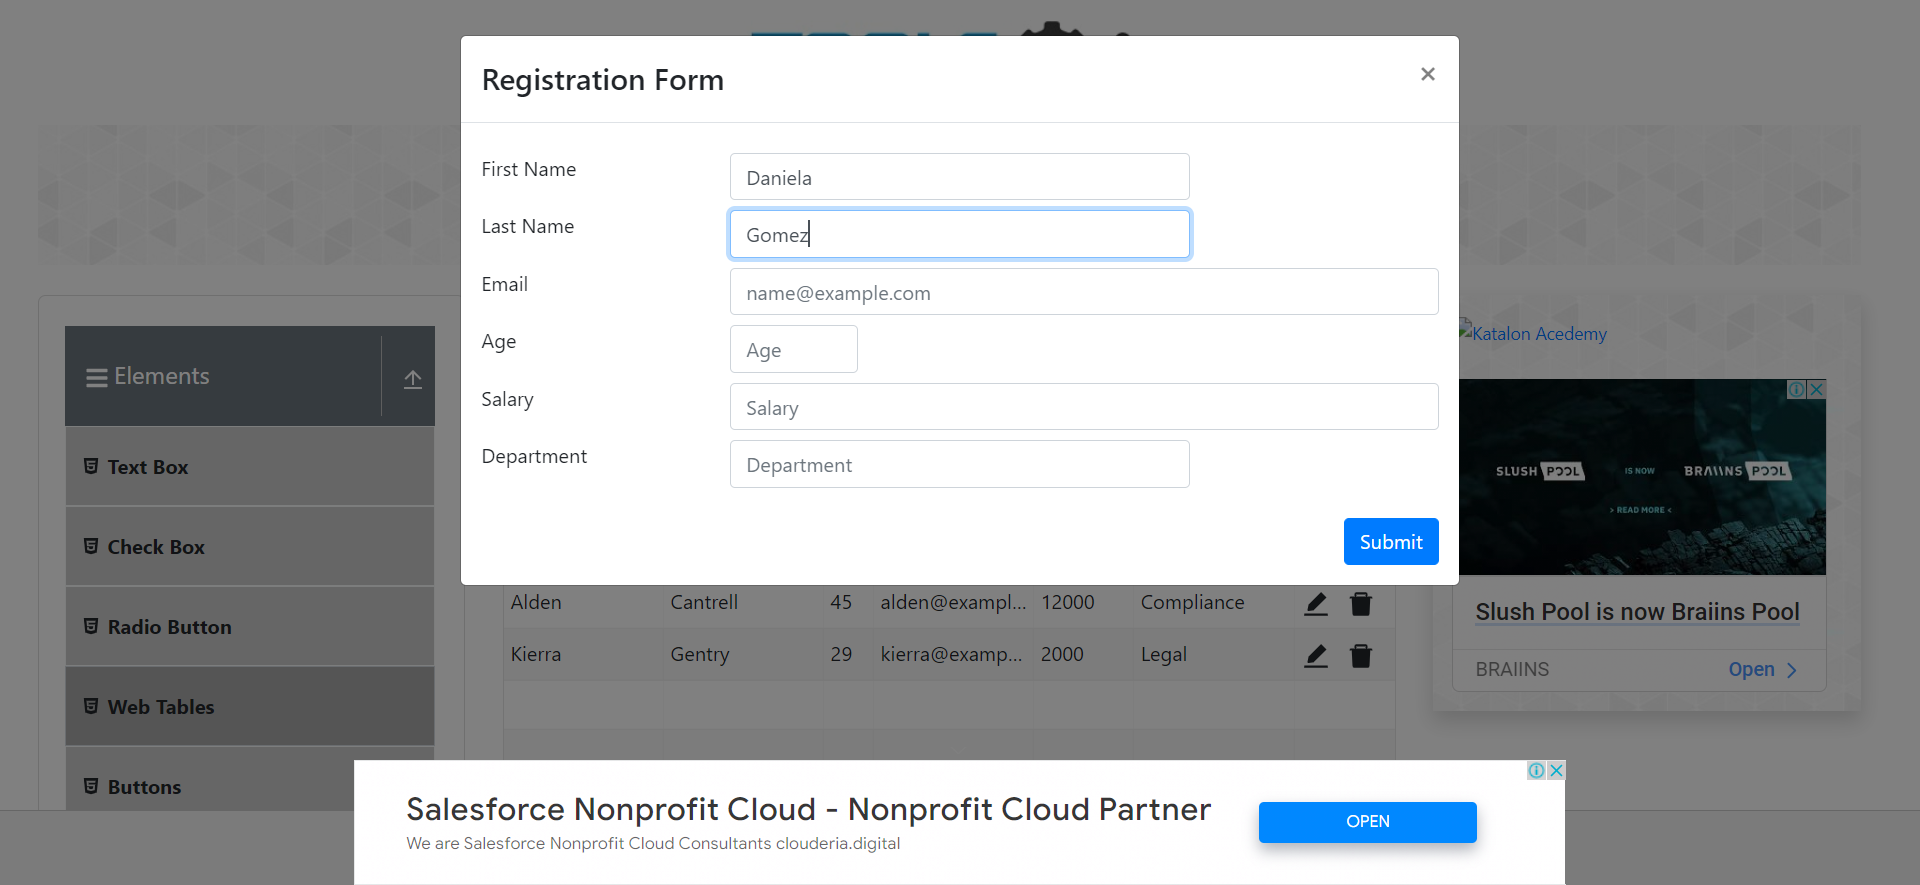 Registration Form
×
First Name
Daniela
Last Name
Gomez
Email
name@example.com
Age
Age
Salary
Salary
Department
Department
Submit
Elements
Text Box
Check Box
Radio Button
Web Tables
Buttons
Alden Cantrell 45 alden@exampl... 12000 Compliance
Kierra Gentry 29 kierra@examp... 2000 Legal
Katalon Acedemy
SLUSH POOL IS NOW BRAIINS POOL
> READ MORE <
Slush Pool is now Braiins Pool
BRAIINS
Open
Salesforce Nonprofit Cloud - Nonprofit Cloud Partner
We are Salesforce Nonprofit Cloud Consultants clouderia.digital
OPEN